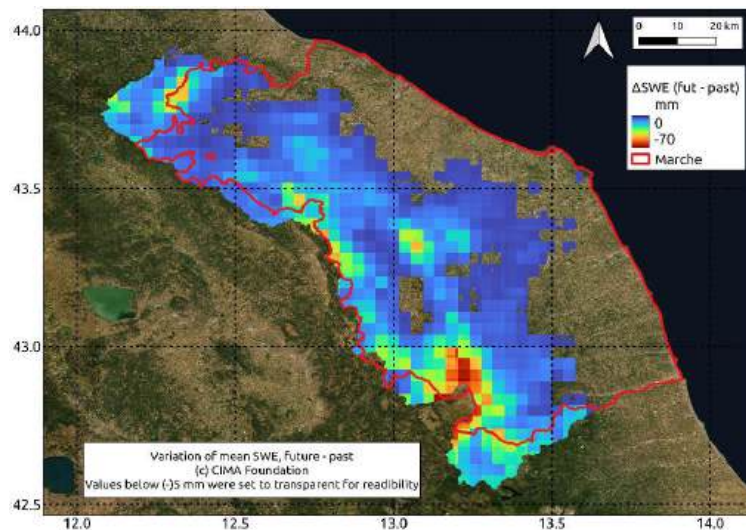 44.0
0 10 20 km
ΔSWE (fut - past)
mm
0
-70
Marche
43.5
43.0
Variation of mean SWE, future - past
(c) CIMA Foundation
Values below (-)5 mm were set to transparent for readibility
42.5
12.0 12.5 13.0 13.5 14.0